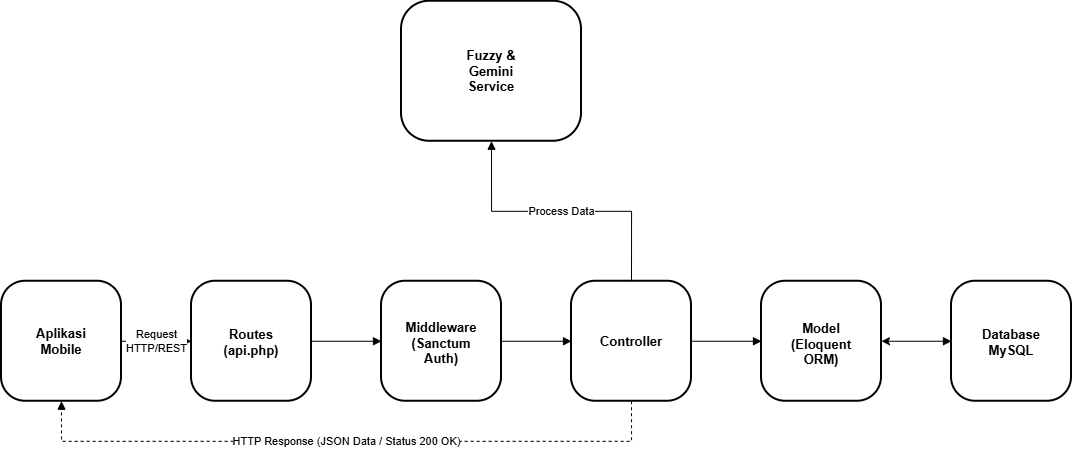 Fuzzy &
Gemini
Service
Process Data
Aplikasi
Mobile
Request
HTTP/REST
Routes
(api.php)
Middleware
(Sanctum
Auth)
Controller
Model
(Eloquent
ORM)
Database
MySQL
HTTP Response (JSON Data / Status 200 OK)